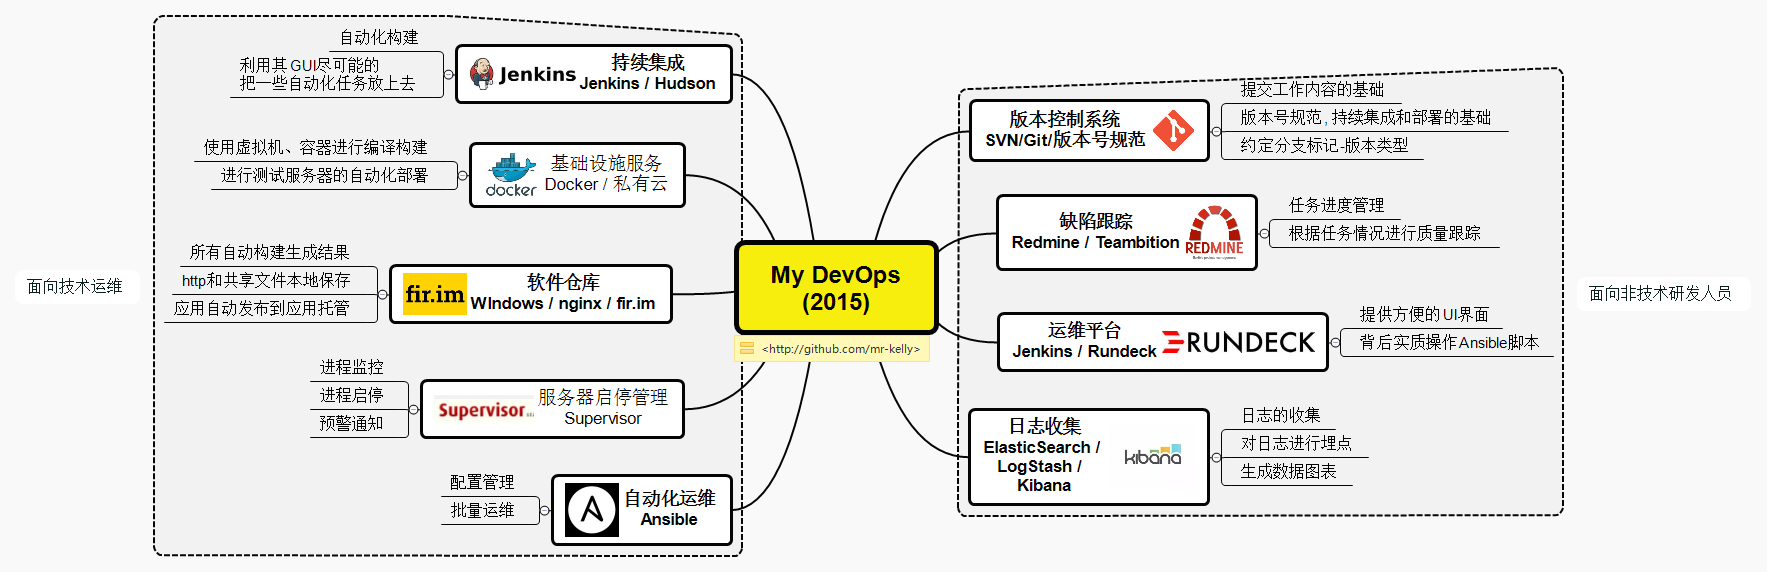 面向技术运维
自动化构建
利用其 GUI尽可能的
把一些自动化任务放上去
Jenkins
持续集成
Jenkins / Hudson
使用虚拟机、容器进行编译构建
进行测试服务器的自动化部署
docker
基础设施服务
Docker / 私有云
所有自动构建生成结果
http和共享文件本地保存
应用自动发布到应用托管
fir.im
软件仓库
WIndows / nginx / fir.im
进程监控
进程启停
预警通知
Supervisor
服务器启停管理
Supervisor
配置管理
批量运维
自动化运维
Ansible
My DevOps
(2015)
<http://github.com/mr-kelly>
版本控制系统
SVN/Git/版本号规范
提交工作内容的基础
版本号规范，持续集成和部署的基础
约定分支标记-版本类型
缺陷跟踪
Redmine / Teambition
REDMINE
任务进度管理
根据任务情况进行质量跟踪
运维平台
Jenkins / Rundeck
RUNDECK
提供方便的UI界面
背后实质操作Ansible脚本
日志收集
ElasticSearch /
LogStash /
Kibana
kibana
日志的收集
对日志进行埋点
生成数据图表
面向非技术研发人员